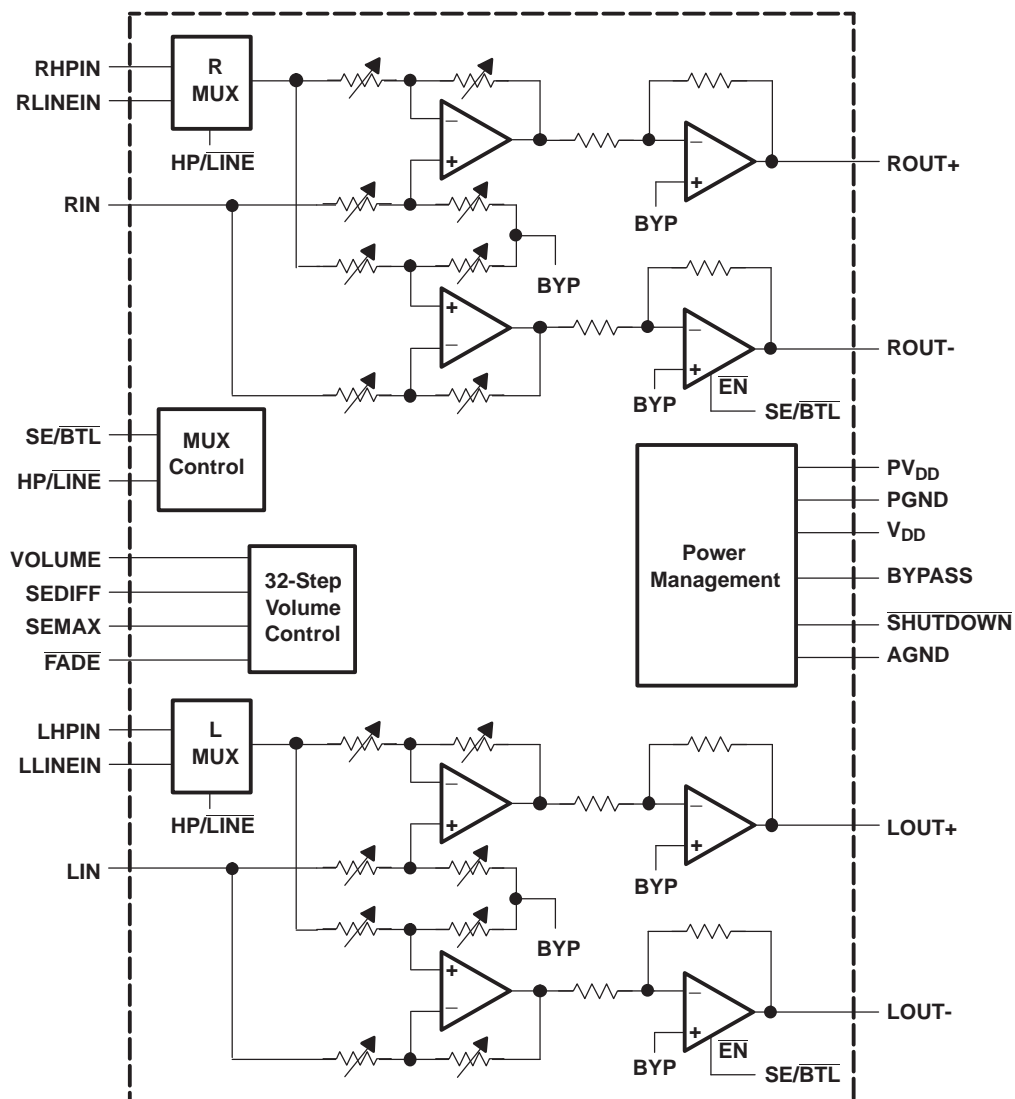 RHPIN
RLINEIN
R
MUX
HP/LINE
RIN
−
+
−
+
BYP
ROUT+
BYP
+
−
−
+
BYP
EN
SE/BTL
ROUT-
SE/BTL
HP/LINE
MUX
Control
VOLUME
SEDIFF
SEMAX
FADE
32-Step
Volume
Control
Power
Management
PVDD
PGND
VDD
BYPASS
SHUTDOWN
AGND
LHPIN
LLINEIN
L
MUX
HP/LINE
LIN
−
+
−
+
BYP
LOUT+
BYP
+
−
−
+
BYP
EN
SE/BTL
LOUT-